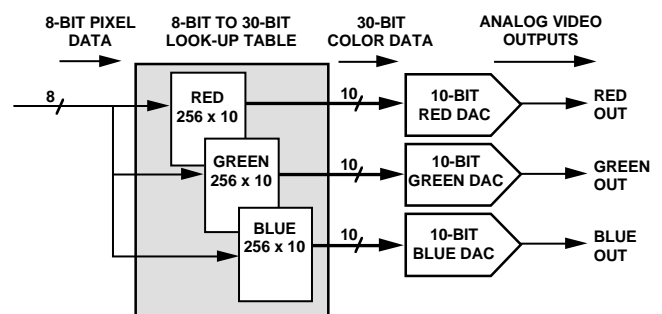 8-BIT PIXEL
DATA
8-BIT TO 30-BIT
LOOK-UP TABLE
30-BIT
COLOR DATA
ANALOG VIDEO
OUTPUTS
8
RED
256 x 10
10
10-BIT
RED DAC
RED
OUT
GREEN
256 x 10
10
10-BIT
GREEN DAC
GREEN
OUT
BLUE
256 x 10
10
10-BIT
BLUE DAC
BLUE
OUT